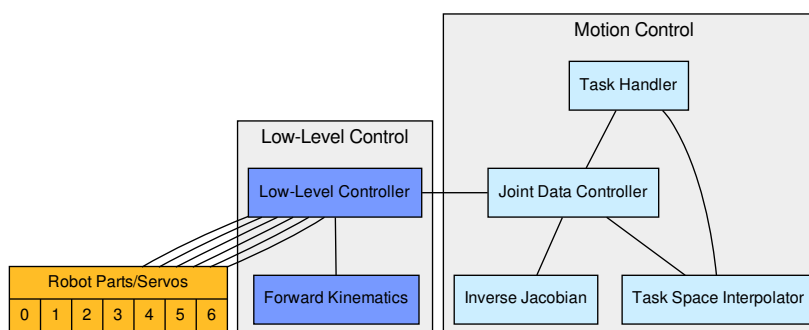 Motion Control
Task Handler
Low-Level Control
Low-Level Controller
Joint Data Controller
Robot Parts/Servos
0 1 2 3 4 5 6
Forward Kinematics
Inverse Jacobian
Task Space Interpolator